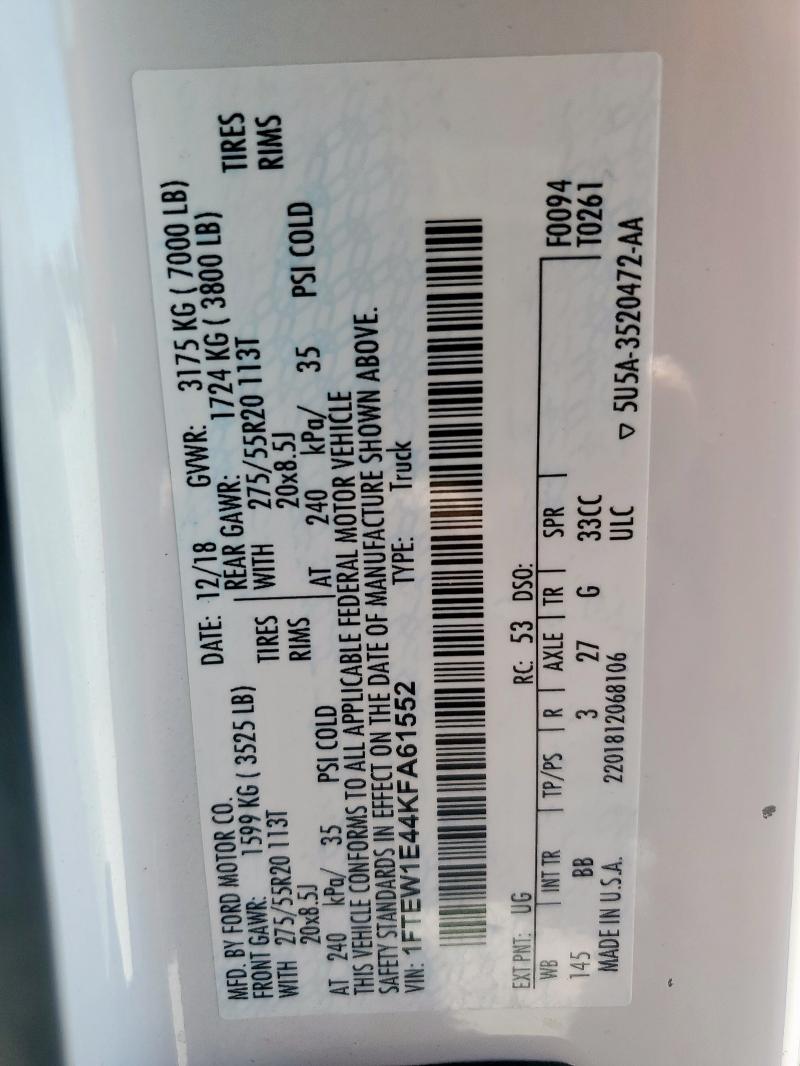 MFD. BY FORD MOTOR CO. DATE: 12/18 GVWR: 3175 KG ( 7000 LB)
FRONT GAWR: 1599 KG ( 3525 LB) REAR GAWR: 1724 KG ( 3800 LB)
WITH 275/55R20 113T TIRES WITH 275/55R20 113T TIRES
20x8.5J RIMS 20x8.5J RIMS
AT 240 kPa/ 35 PSI COLD AT 240 kPa/ 35 PSI COLD
THIS VEHICLE CONFORMS TO ALL APPLICABLE FEDERAL MOTOR VEHICLE
SAFETY STANDARDS IN EFFECT ON THE DATE OF MANUFACTURE SHOWN ABOVE.
VIN: 1FTEW1E44KFA61552 TYPE: Truck
EXT PNT: UG RC: 53 DSO:
WB INT TR TP/PS R AXLE TR SPR F0094
145 BB 3 27 G 33CC T0261
MADE IN U.S.A. 2201812068106 ULC ▽ 5U5A-3520472-AA